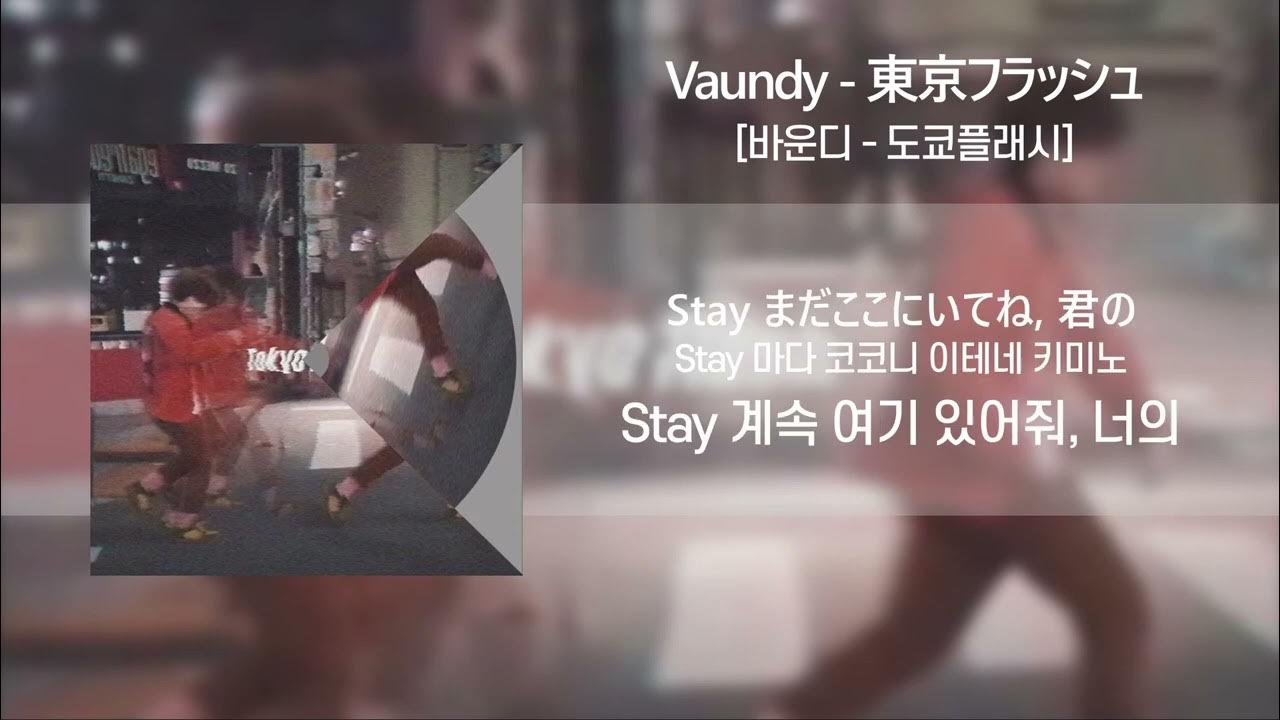 Vaundy - 東京フラッシュ
[바운디 - 도쿄플래시]
Tokyo
Stay まだここにいてね, 君の
Stay 마다 코코니 이테네 키미노
Stay 계속 여기 있어줘, 너의